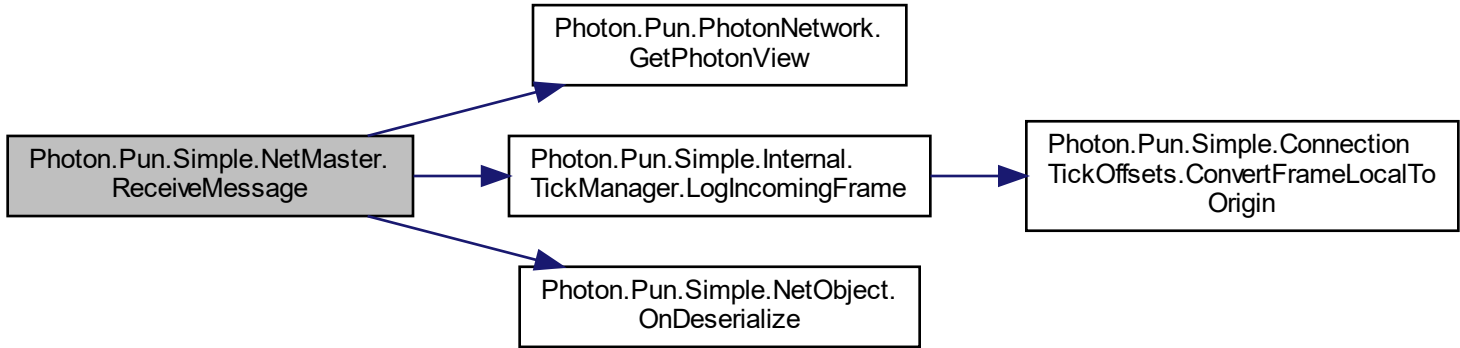 Photon.Pun.PhotonNetwork.
GetPhotonView
Photon.Pun.Simple.NetMaster.
ReceiveMessage
Photon.Pun.Simple.Internal.
TickManager.LogIncomingFrame
Photon.Pun.Simple.Connection
TickOffsets.ConvertFrameLocalTo
Origin
Photon.Pun.Simple.NetObject.
OnDeserialize